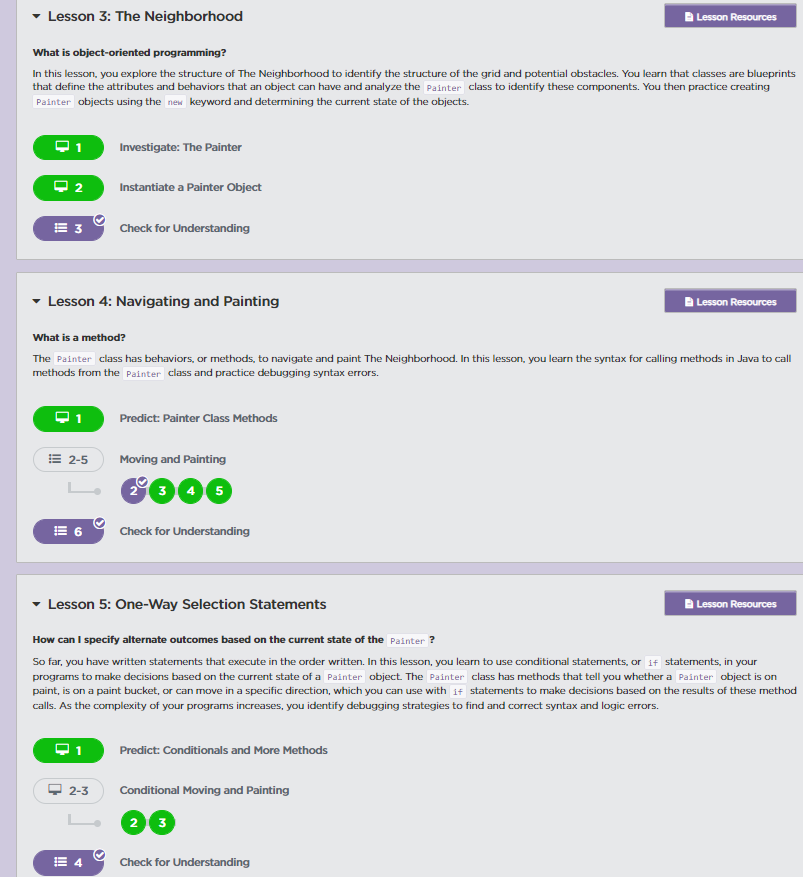 Lesson 3: The Neighborhood
Lesson Resources
What is object-oriented programming?
In this lesson, you explore the structure of The Neighborhood to identify the structure of the grid and potential obstacles. You learn that classes are blueprints
that define the attributes and behaviors that an object can have and analyze the Painter class to identify these components. You then practice creating
Painter objects using the new keyword and determining the current state of the objects.
1 Investigate: The Painter
2 Instantiate a Painter Object
3 Check for Understanding
Lesson 4: Navigating and Painting
Lesson Resources
What is a method?
The Painter class has behaviors, or methods, to navigate and paint The Neighborhood. In this lesson, you learn the syntax for calling methods in Java to call
methods from the Painter class and practice debugging syntax errors.
1 Predict: Painter Class Methods
2-5 Moving and Painting
2 3 4 5
6 Check for Understanding
Lesson 5: One-Way Selection Statements
Lesson Resources
How can I specify alternate outcomes based on the current state of the Painter ?
So far, you have written statements that execute in the order written. In this lesson, you learn to use conditional statements, or if statements, in your
programs to make decisions based on the current state of a Painter object. The Painter class has methods that tell you whether a Painter object is on
paint, is on a paint bucket, or can move in a specific direction, which you can use with if statements to make decisions based on the results of these method
calls. As the complexity of your programs increases, you identify debugging strategies to find and correct syntax and logic errors.
1 Predict: Conditionals and More Methods
2-3 Conditional Moving and Painting
2 3
4 Check for Understanding